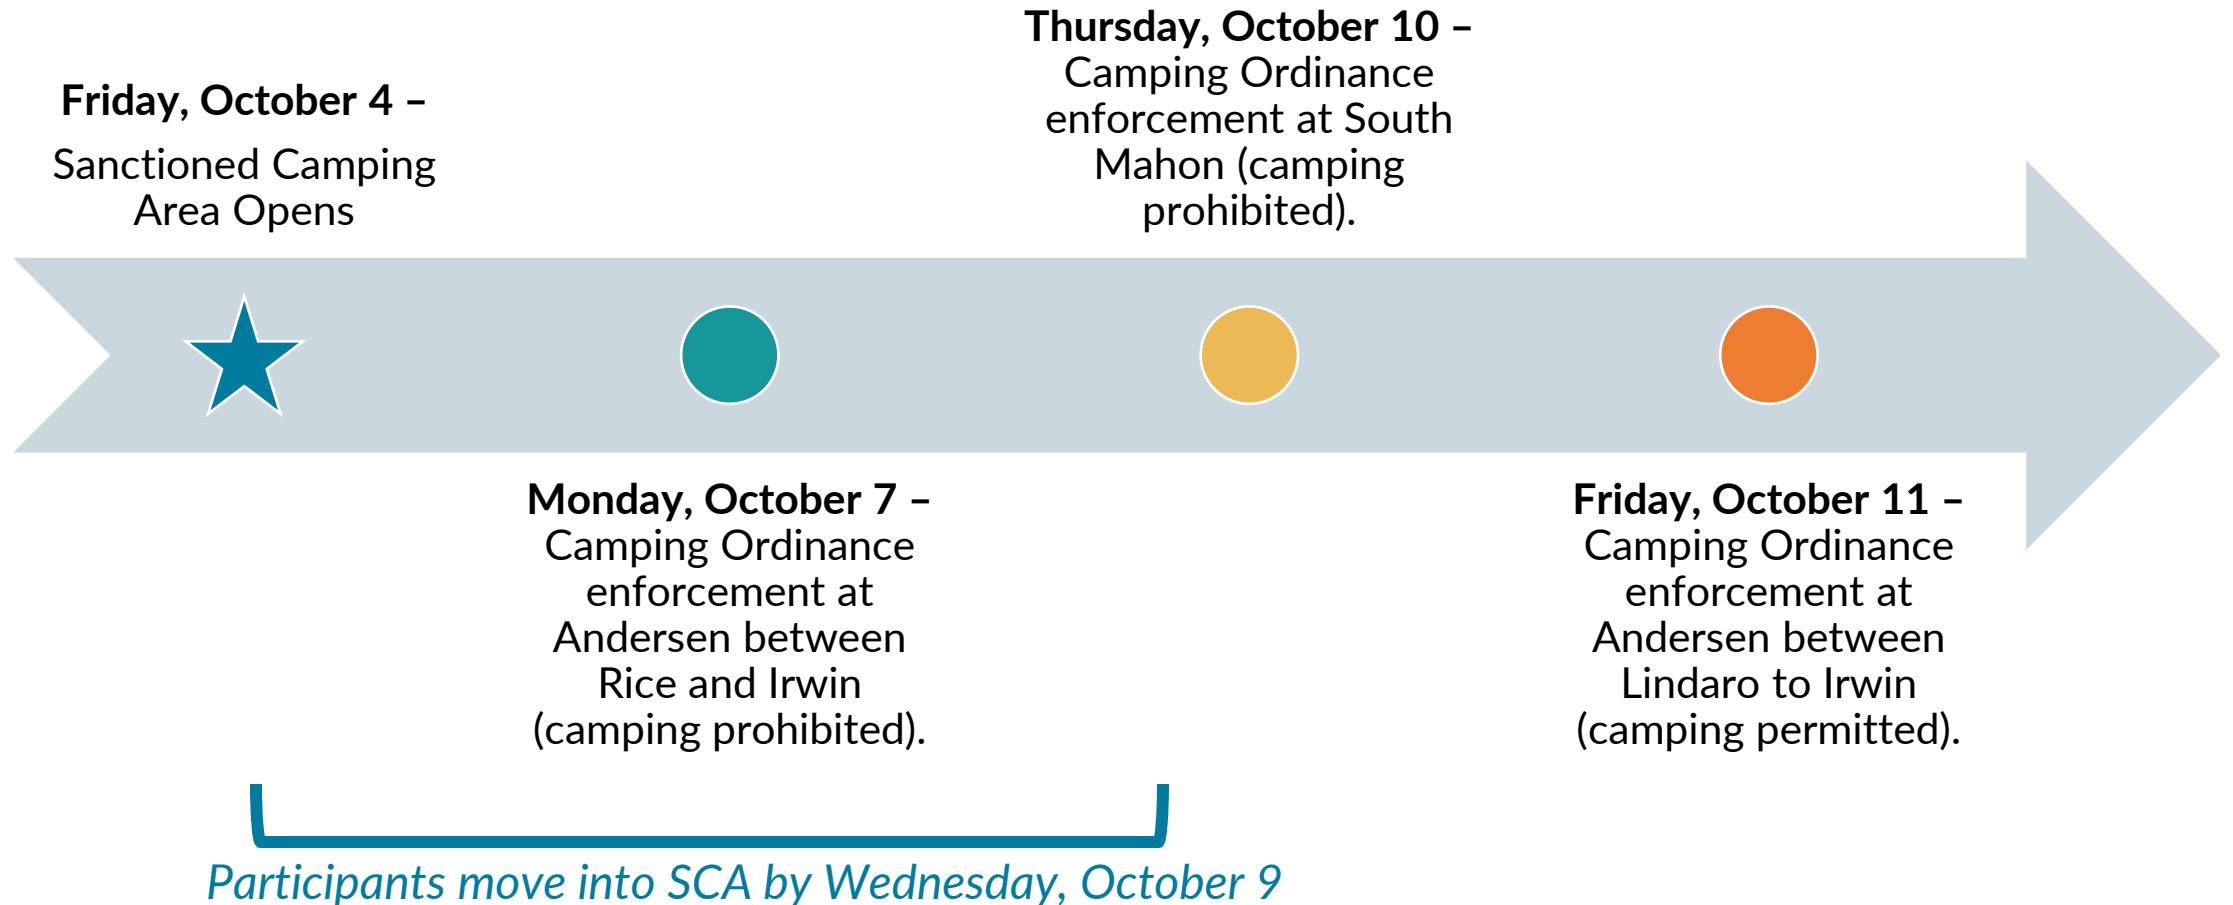 Friday, October 4 –
Sanctioned Camping
Area Opens
Monday, October 7 –
Camping Ordinance
enforcement at
Andersen between
Rice and Irwin
(camping prohibited).
Thursday, October 10 –
Camping Ordinance
enforcement at South
Mahon (camping
prohibited).
Friday, October 11 –
Camping Ordinance
enforcement at
Andersen between
Lindaro to Irwin
(camping permitted).
Participants move into SCA by Wednesday, October 9